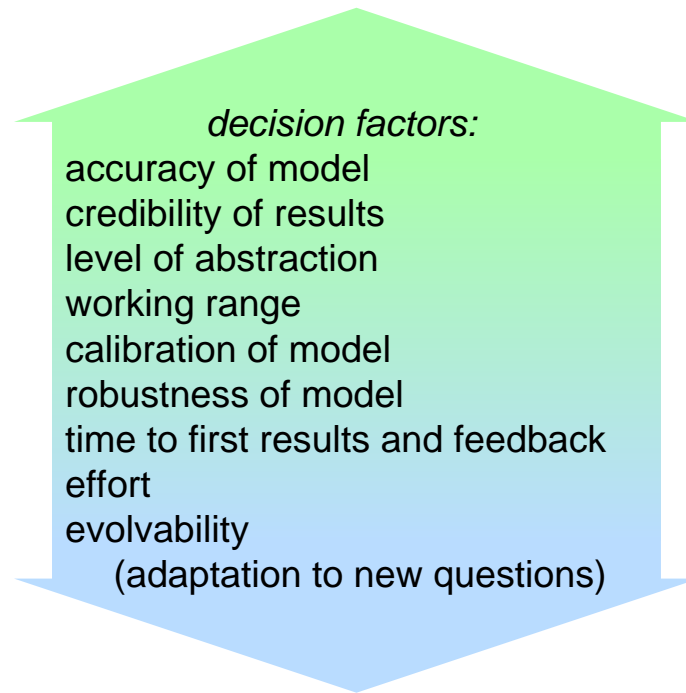 decision factors:
accuracy of model
credibility of results
level of abstraction
working range
calibration of model
robustness of model
time to first results and feedback
effort
evolvability
(adaptation to new questions)